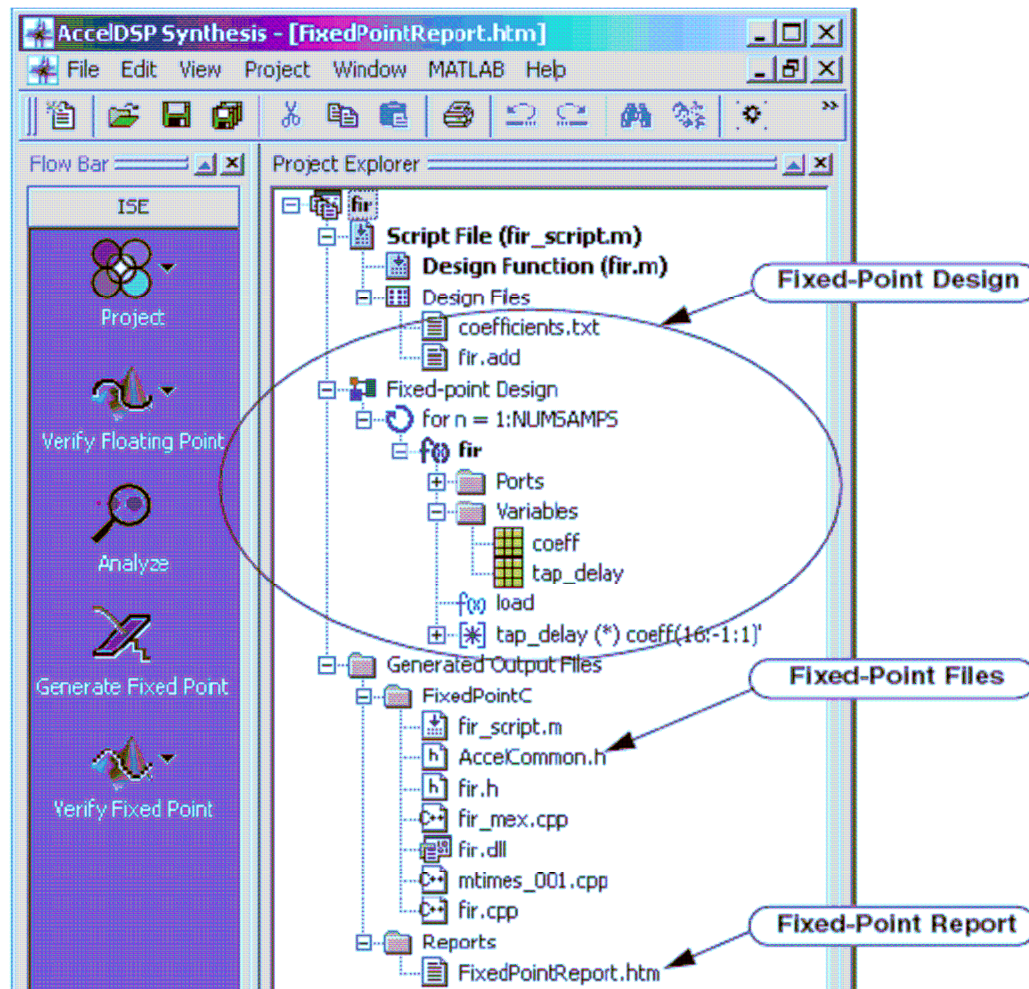 AccelDSP Synthesis - [FixedPointReport.htm]
File Edit View Project Window MATLAB Help
Flow Bar
Project Explorer
ISE
Project
Verify Floating Point
Analyze
Generate Fixed Point
Verify Fixed Point
fir
Script File (fir_script.m)
Design Function (fir.m)
Design Files
coefficients.txt
fir.add
Fixed-point Design
for n = 1:NUMSAMPS
f(x) fir
Ports
Variables
coeff
tap_delay
f(x) load
[*] tap_delay (*) coeff(16:-1:1)'
Generated Output Files
FixedPointC
fir_script.m
h AccelCommon.h
h fir.h
C++ fir_mex.cpp
fir.dll
C++ mtimes_001.cpp
C++ fir.cpp
Reports
FixedPointReport.htm
Fixed-Point Design
Fixed-Point Files
Fixed-Point Report